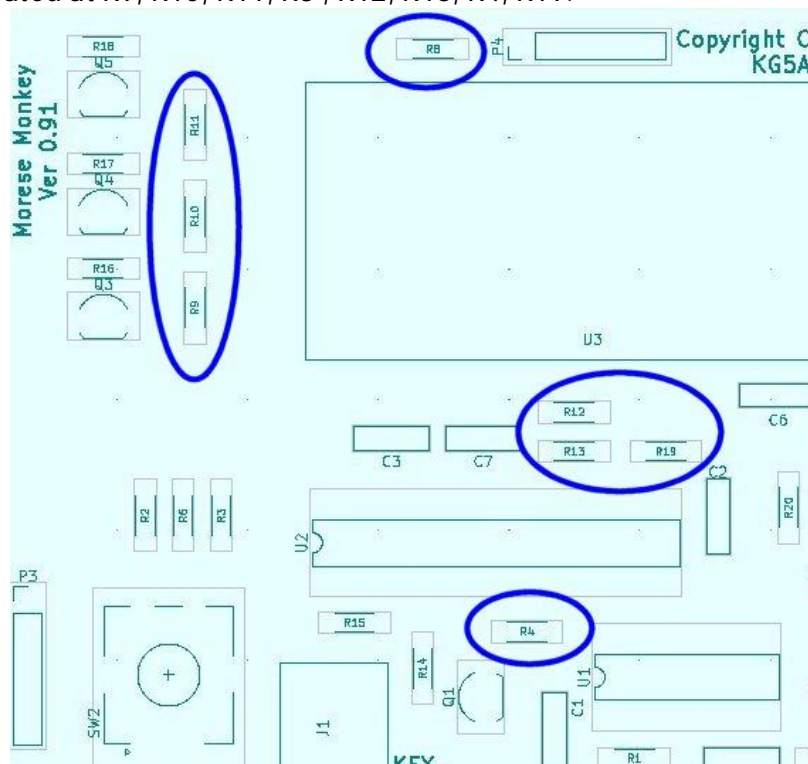 R18
Q5
R17
Q4
R16
Q3
Morese Monkey
Ver 0.91
R11
R10
R9
R8
P4
Copyright
KG5A
U3
R12
R13
R19
C3
C7
C6
C2
R2
R6
R3
U2
R20
P3
R15
R4
R14
Q1
U1
SW2
J1
C1
R1
KEY